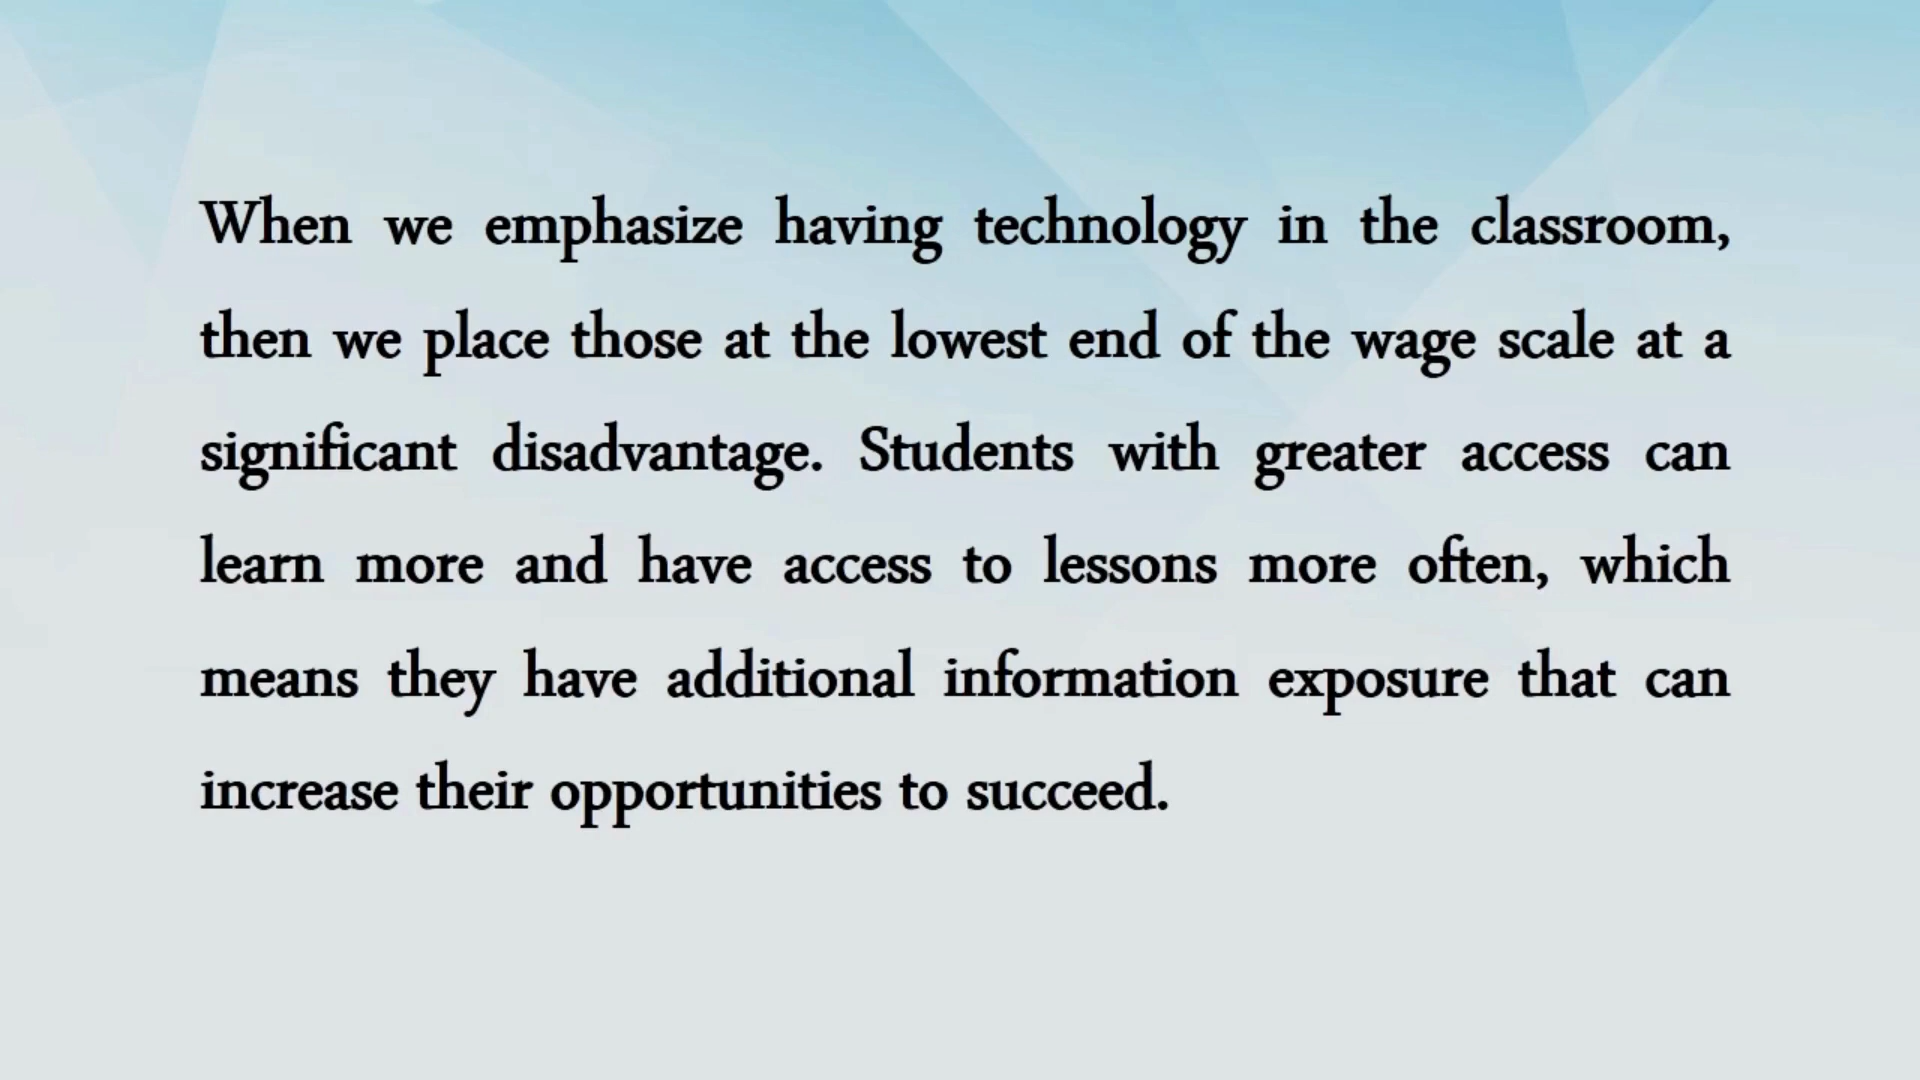 When we emphasize having technology in the classroom,
then we place those at the lowest end of the wage scale at a
significant disadvantage. Students with greater access can
learn more and have access to lessons more often, which
means they have additional information exposure that can
increase their opportunities to succeed.